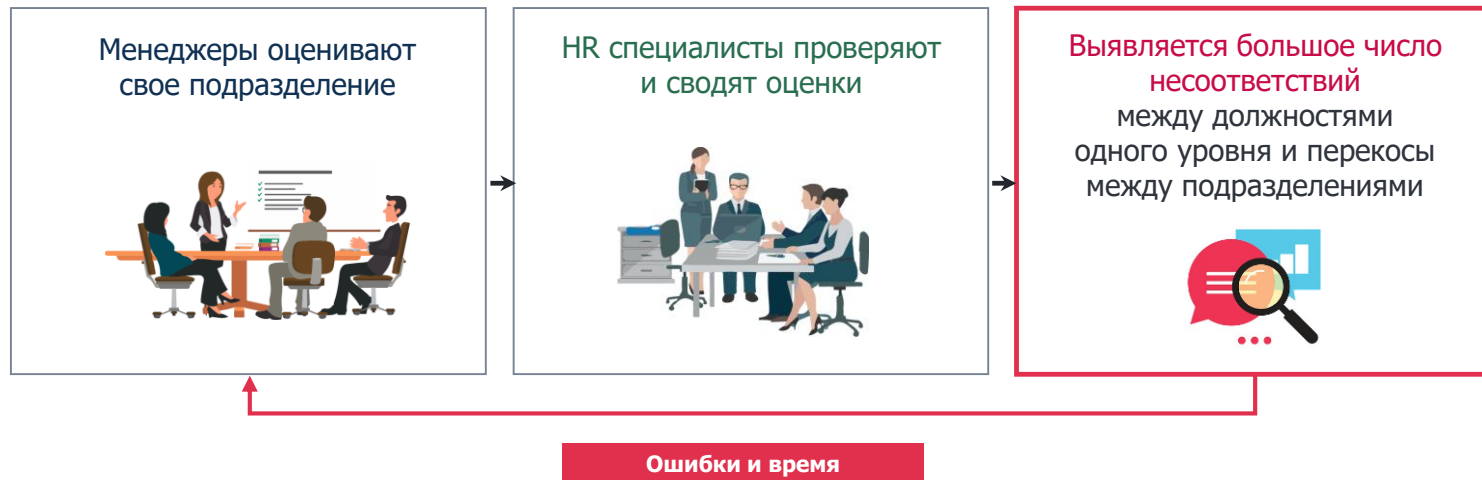 Менеджеры оценивают
свое подразделение
HR специалисты проверяют
и сводят оценки
Выявляется большое число
несоответствий
между должностями
одного уровня и перекосы
между подразделениями
Ошибки и время